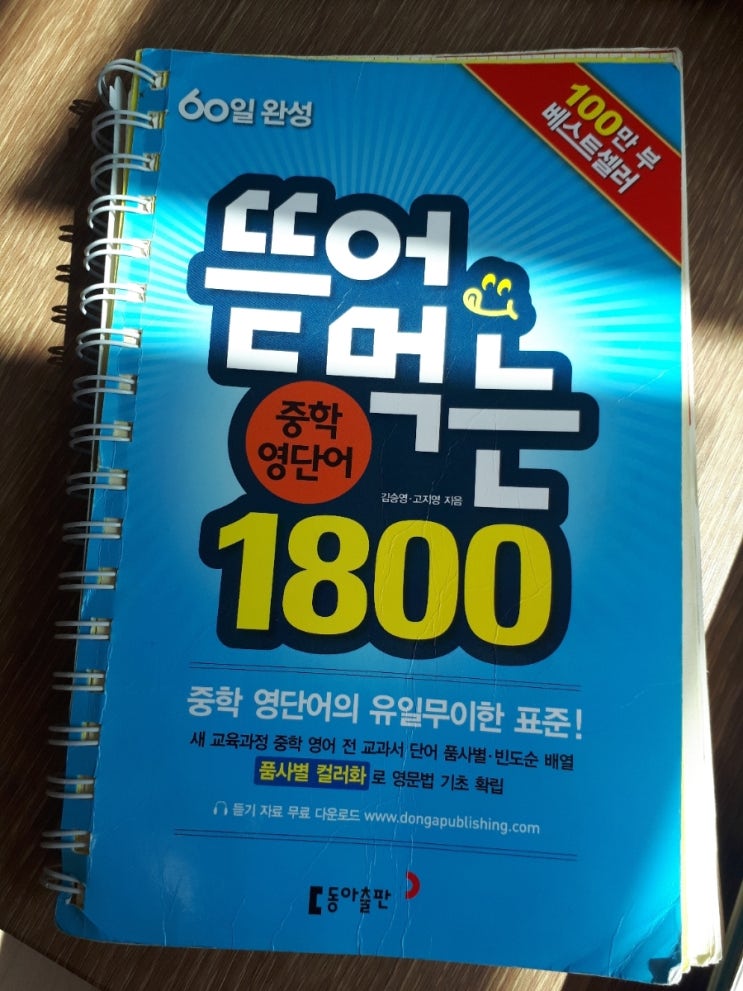 60일 완성
100만 부
베스트셀러
뜯어
먹는
중학
영단어
김승영·고지영 지음
1800
중학 영단어의 유일무이한 표준!
새 교육과정 중학 영어 전 교과서 단어 품사별·빈도순 배열
품사별 컬러화로 영문법 기초 확립
듣기 자료 무료 다운로드 www.dongapublishing.com
동아출판